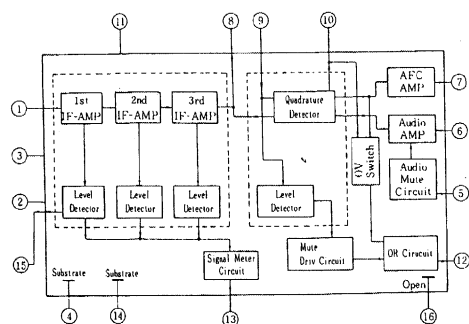 11
8
9
10
1st
IF-AMP
2nd
IF-AMP
3rd
IF-AMP
Quadrature
Detector
AFC
AMP
7
1
Audio
AMP
6
3
OV
Switch
Audio
Mute
Circuit
5
2
Level
Detector
Level
Detector
Level
Detector
Level
Detector
15
Signal Meter
Circuit
Mute
Driv Circuit
OR Circuit
12
Substrate
Substrate
Open
4
14
13
16